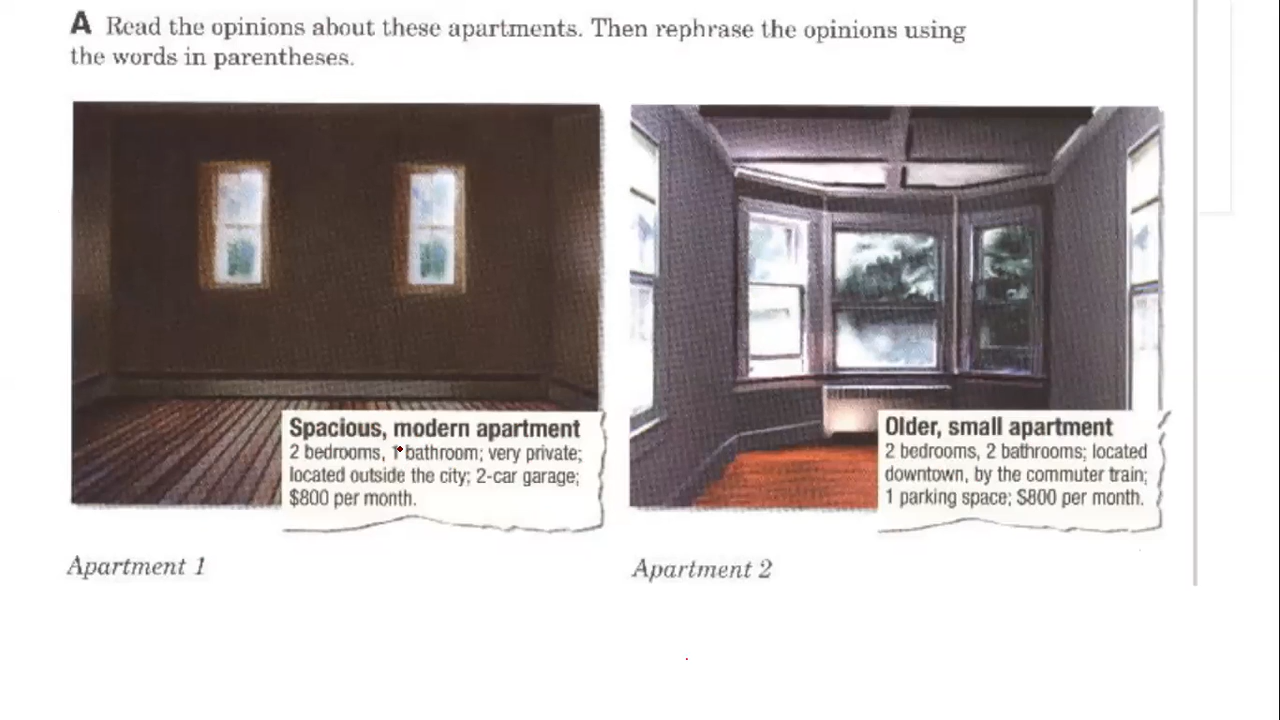 A Read the opinions about these apartments. Then rephrase the opinions using
the words in parentheses.
Spacious, modern apartment
2 bedrooms, 1 bathroom; very private;
located outside the city; 2-car garage;
$800 per month.
Older, small apartment
2 bedrooms, 2 bathrooms; located
downtown, by the commuter train;
1 parking space; $800 per month.
Apartment 1
Apartment 2